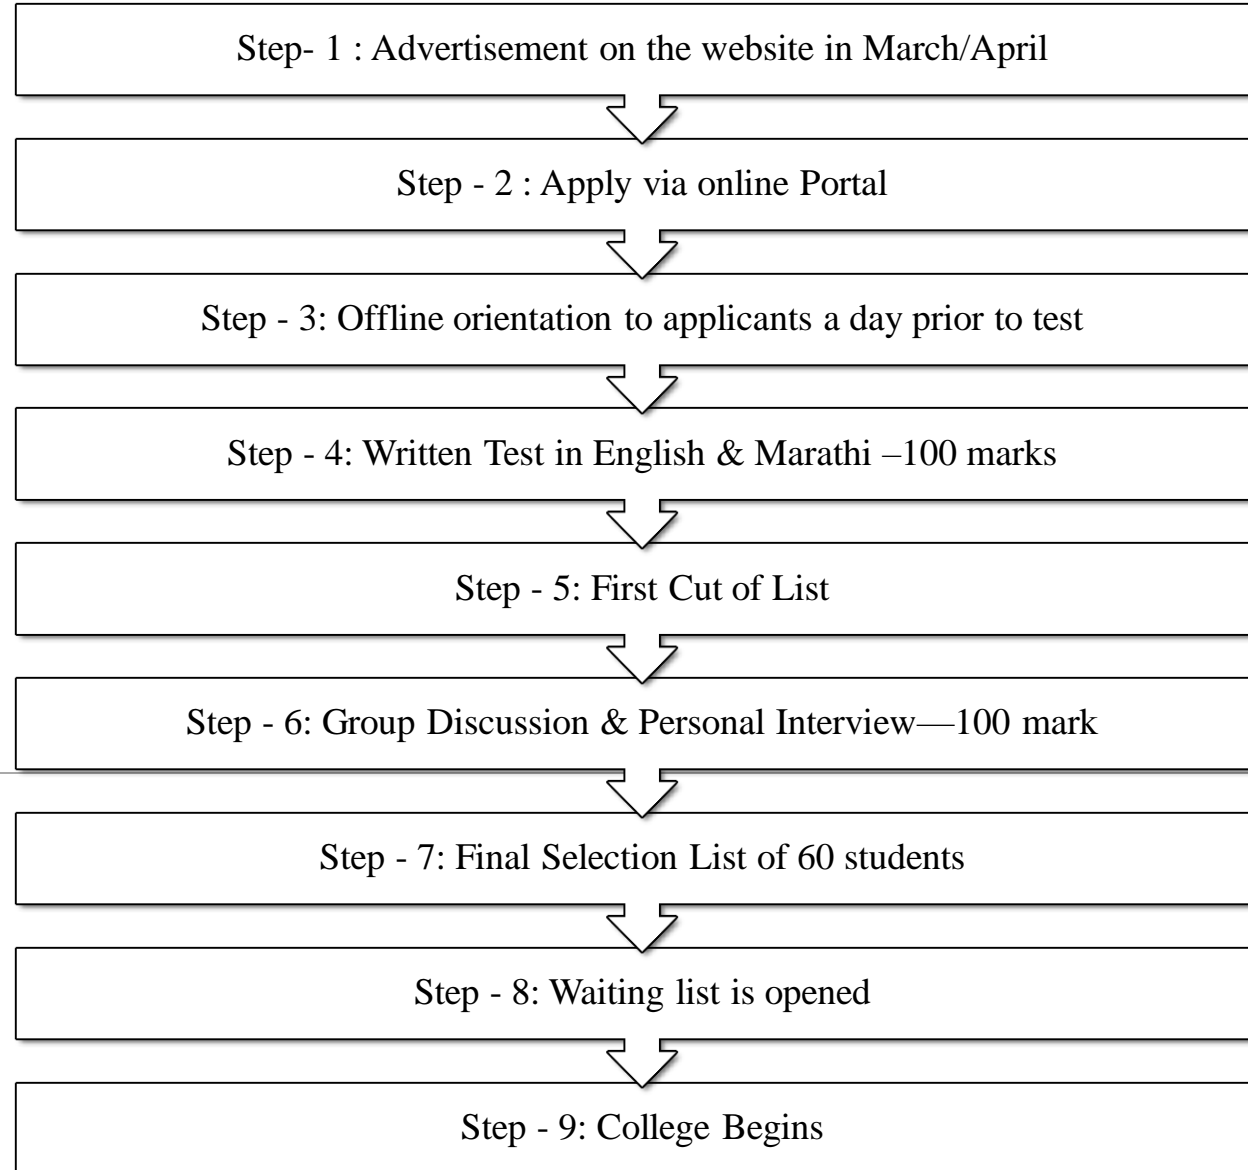 Step- 1 : Advertisement on the website in March/April
Step - 2 : Apply via online Portal
Step - 3: Offline orientation to applicants a day prior to test
Step - 4: Written Test in English & Marathi –100 marks
Step - 5: First Cut of List
Step - 6: Group Discussion & Personal Interview—100 mark
Step - 7: Final Selection List of 60 students
Step - 8: Waiting list is opened
Step - 9: College Begins